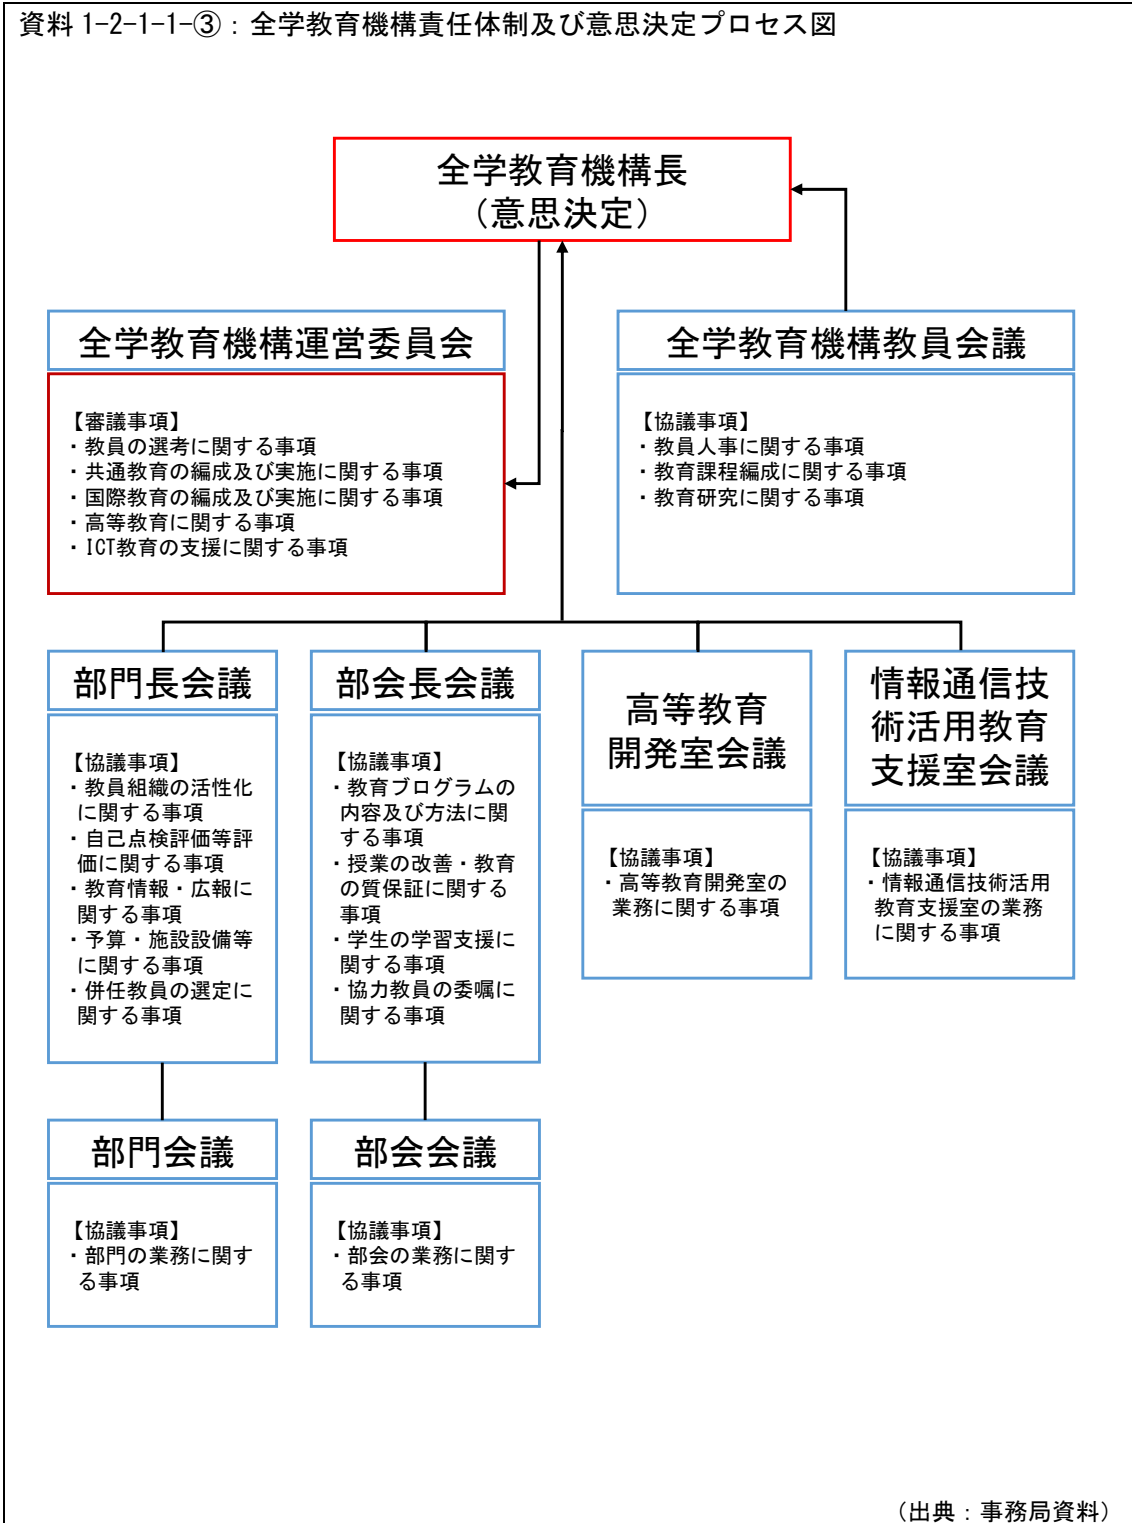 資料 1-2-1-1-③：全学教育機構責任体制及び意思決定プロセス図
全学教育機構長
（意思決定）
全学教育機構運営委員会
【審議事項】
・教員の選考に関する事項
・共通教育の編成及び実施に関する事項
・国際教育の編成及び実施に関する事項
・高等教育に関する事項
・ICT教育の支援に関する事項
全学教育機構教員会議
【協議事項】
・教員人事に関する事項
・教育課程編成に関する事項
・教育研究に関する事項
部門長会議
【協議事項】
・教員組織の活性化
に関する事項
・自己点検評価等評
価に関する事項
・教育情報・広報に
関する事項
・予算・施設設備等
に関する事項
・併任教員の選定に
関する事項
部会長会議
【協議事項】
・教育プログラムの
内容及び方法に関
する事項
・授業の改善・教育
の質保証に関する
事項
・学生の学習支援に
関する事項
・協力教員の委嘱に
関する事項
高等教育
開発室会議
【協議事項】
・高等教育開発室の
業務に関する事項
情報通信技
術活用教育
支援室会議
【協議事項】
・情報通信技術活用
教育支援室の業務
に関する事項
部門会議
【協議事項】
・部門の業務に関す
る事項
部会会議
【協議事項】
・部会の業務に関す
る事項
（出典：事務局資料）